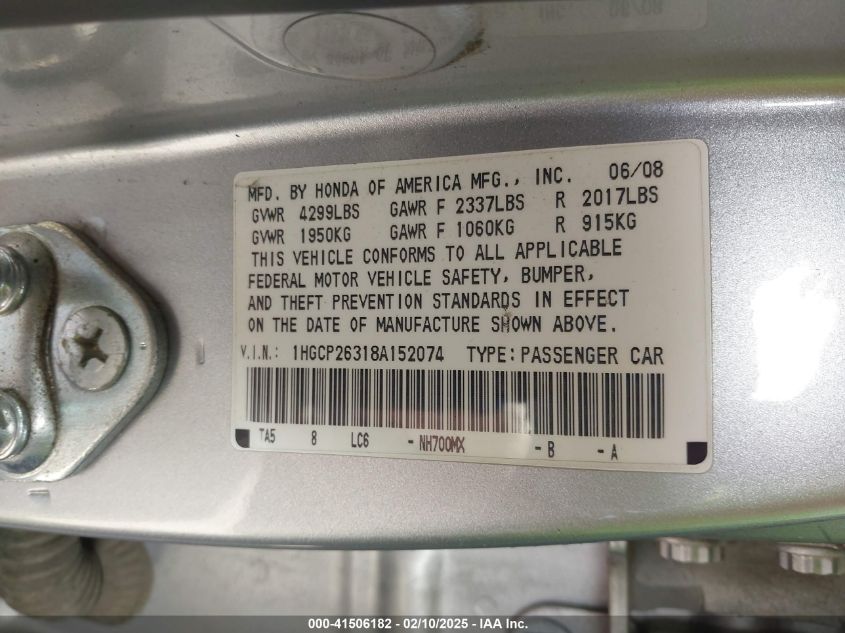 MFD. BY HONDA OF AMERICA MFG., INC. 06/08
GVWR 4299LBS GAWR F 2337LBS R 2017LBS
GVWR 1950KG GAWR F 1060KG R 915KG
THIS VEHICLE CONFORMS TO ALL APPLICABLE
FEDERAL MOTOR VEHICLE SAFETY, BUMPER,
AND THEFT PREVENTION STANDARDS IN EFFECT
ON THE DATE OF MANUFACTURE SHOWN ABOVE.
V.I.N.: 1HGCP26318A152074 TYPE: PASSENGER CAR
TA5 8 LC6 - NH700MX - B - A
000-41506182 - 02/10/2025 - IAA Inc.